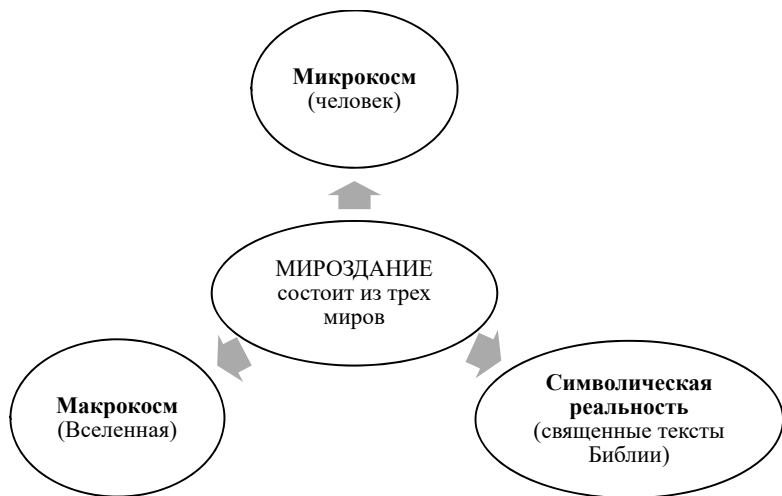 Микрокосм
(человек)
МИРОЗДАНИЕ
состоит из трех
миров
Макрокосм
(Вселенная)
Символическая
реальность
(священные тексты
Библии)